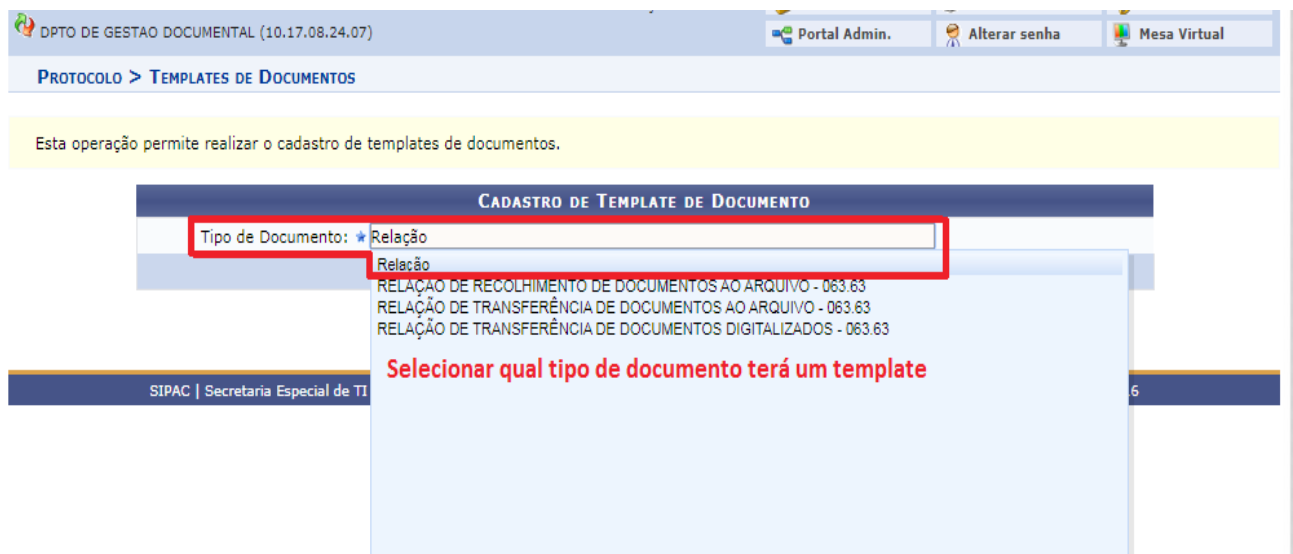 DPTO DE GESTAO DOCUMENTAL (10.17.08.24.07)
Portal Admin.
Alterar senha
Mesa Virtual
PROTOCOLO > TEMPLATES DE DOCUMENTOS
Esta operação permite realizar o cadastro de templates de documentos.
CADASTRO DE TEMPLATE DE DOCUMENTO
Tipo de Documento: Relação
Relação
RELAÇÃO DE RECOLHIMENTO DE DOCUMENTOS AO ARQUIVO - 063.63
RELAÇÃO DE TRANSFERÊNCIA DE DOCUMENTOS AO ARQUIVO - 063.63
RELAÇÃO DE TRANSFERÊNCIA DE DOCUMENTOS DIGITALIZADOS - 063.63
Selecionar qual tipo de documento terá um template
SIPAC | Secretaria Especial de TI